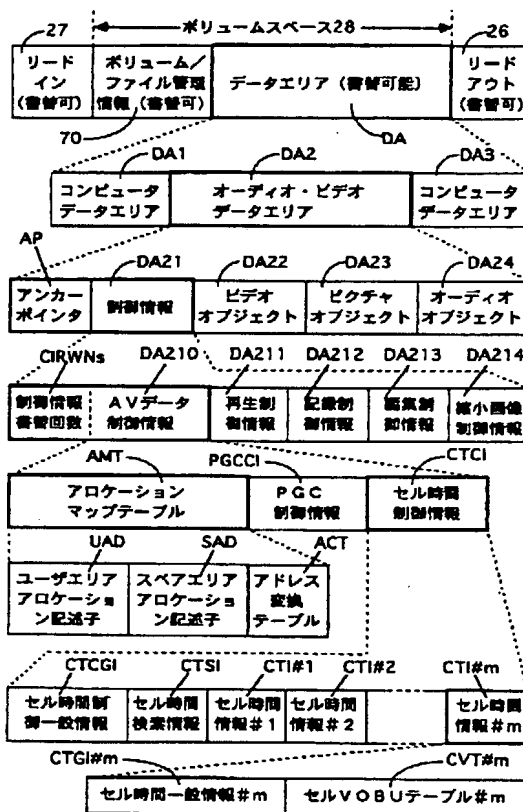 27
ボリュームスペース28
26
リード
イン
(書替可)
ボリューム/
ファイル管理
情報(書替可)
データエリア(書替可能)
リード
アウト
(書替可)
70
DA
DA1
DA2
DA3
コンピュータ
データエリア
オーディオ・ビデオ
データエリア
コンピュータ
データエリア
AP
DA21
DA22
DA23
DA24
アンカー
ポインタ
制御情報
ビデオ
オブジェクト
ピクチャ
オブジェクト
オーディオ
オブジェクト
CIRWNs
DA210
DA211
DA212
DA213
DA214
制御情報
書替回数
AVデータ
制御情報
再生制
御情報
記録制
御情報
編集制
御情報
縮小画像
制御情報
AMT
PGCCI
CTCI
アロケーション
マップテーブル
PGC
制御情報
セル時間
制御情報
UAD
SAD
ACT
ユーザエリア
アロケーショ
ン記述子
スペアエリア
アロケーショ
ン記述子
アドレス
変換
テーブル
CTCGI
CTSI
CTI#1
CTI#2
CTI#m
セル時間制
御一般情報
セル時間
検索情報
セル時間
情報#1
セル時間
情報#2
セル時間
情報#m
CTGI#m
CVT#m
セル時間一般情報#m
セルVOBUテーブル#m